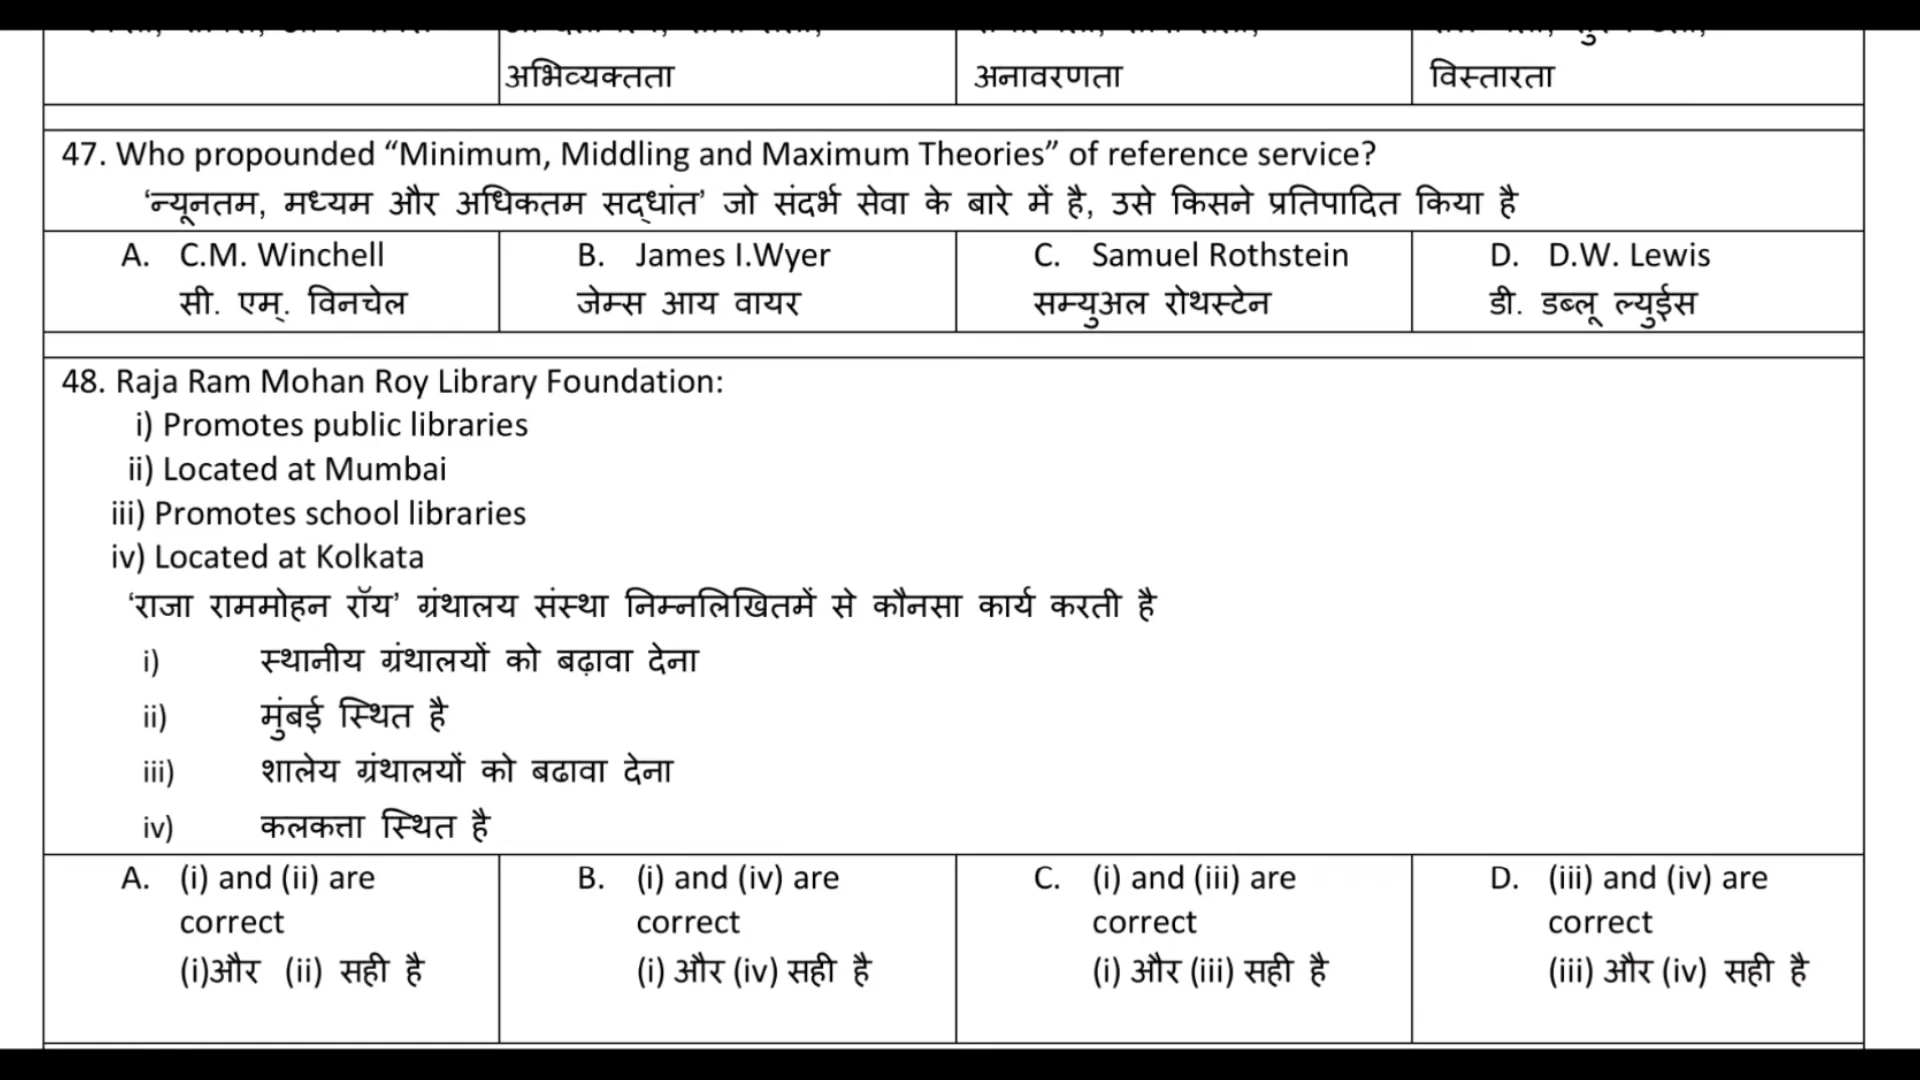 अभिव्यक्तता
अनावरणता
विस्तारता
47. Who propounded “Minimum, Middling and Maximum Theories” of reference service?
‘न्यूनतम, मध्यम और अधिकतम सद्धांत’ जो संदर्भ सेवा के बारे में है, उसे किसने प्रतिपादित किया है
A. C.M. Winchell
सी. एम्. विनचेल
B. James I.Wyer
जेम्स आय वायर
C. Samuel Rothstein
सम्युअल रोथस्टेन
D. D.W. Lewis
डी. डब्लू ल्युईस
48. Raja Ram Mohan Roy Library Foundation:
i) Promotes public libraries
ii) Located at Mumbai
iii) Promotes school libraries
iv) Located at Kolkata
‘राजा राममोहन रॉय’ ग्रंथालय संस्था निम्नलिखितमें से कौनसा कार्य करती है
i) स्थानीय ग्रंथालयों को बढ़ावा देना
ii) मुंबई स्थित है
iii) शालेय ग्रंथालयों को बढावा देना
iv) कलकत्ता स्थित है
A. (i) and (ii) are
correct
(i)और (ii) सही है
B. (i) and (iv) are
correct
(i) और (iv) सही है
C. (i) and (iii) are
correct
(i) और (iii) सही है
D. (iii) and (iv) are
correct
(iii) और (iv) सही है